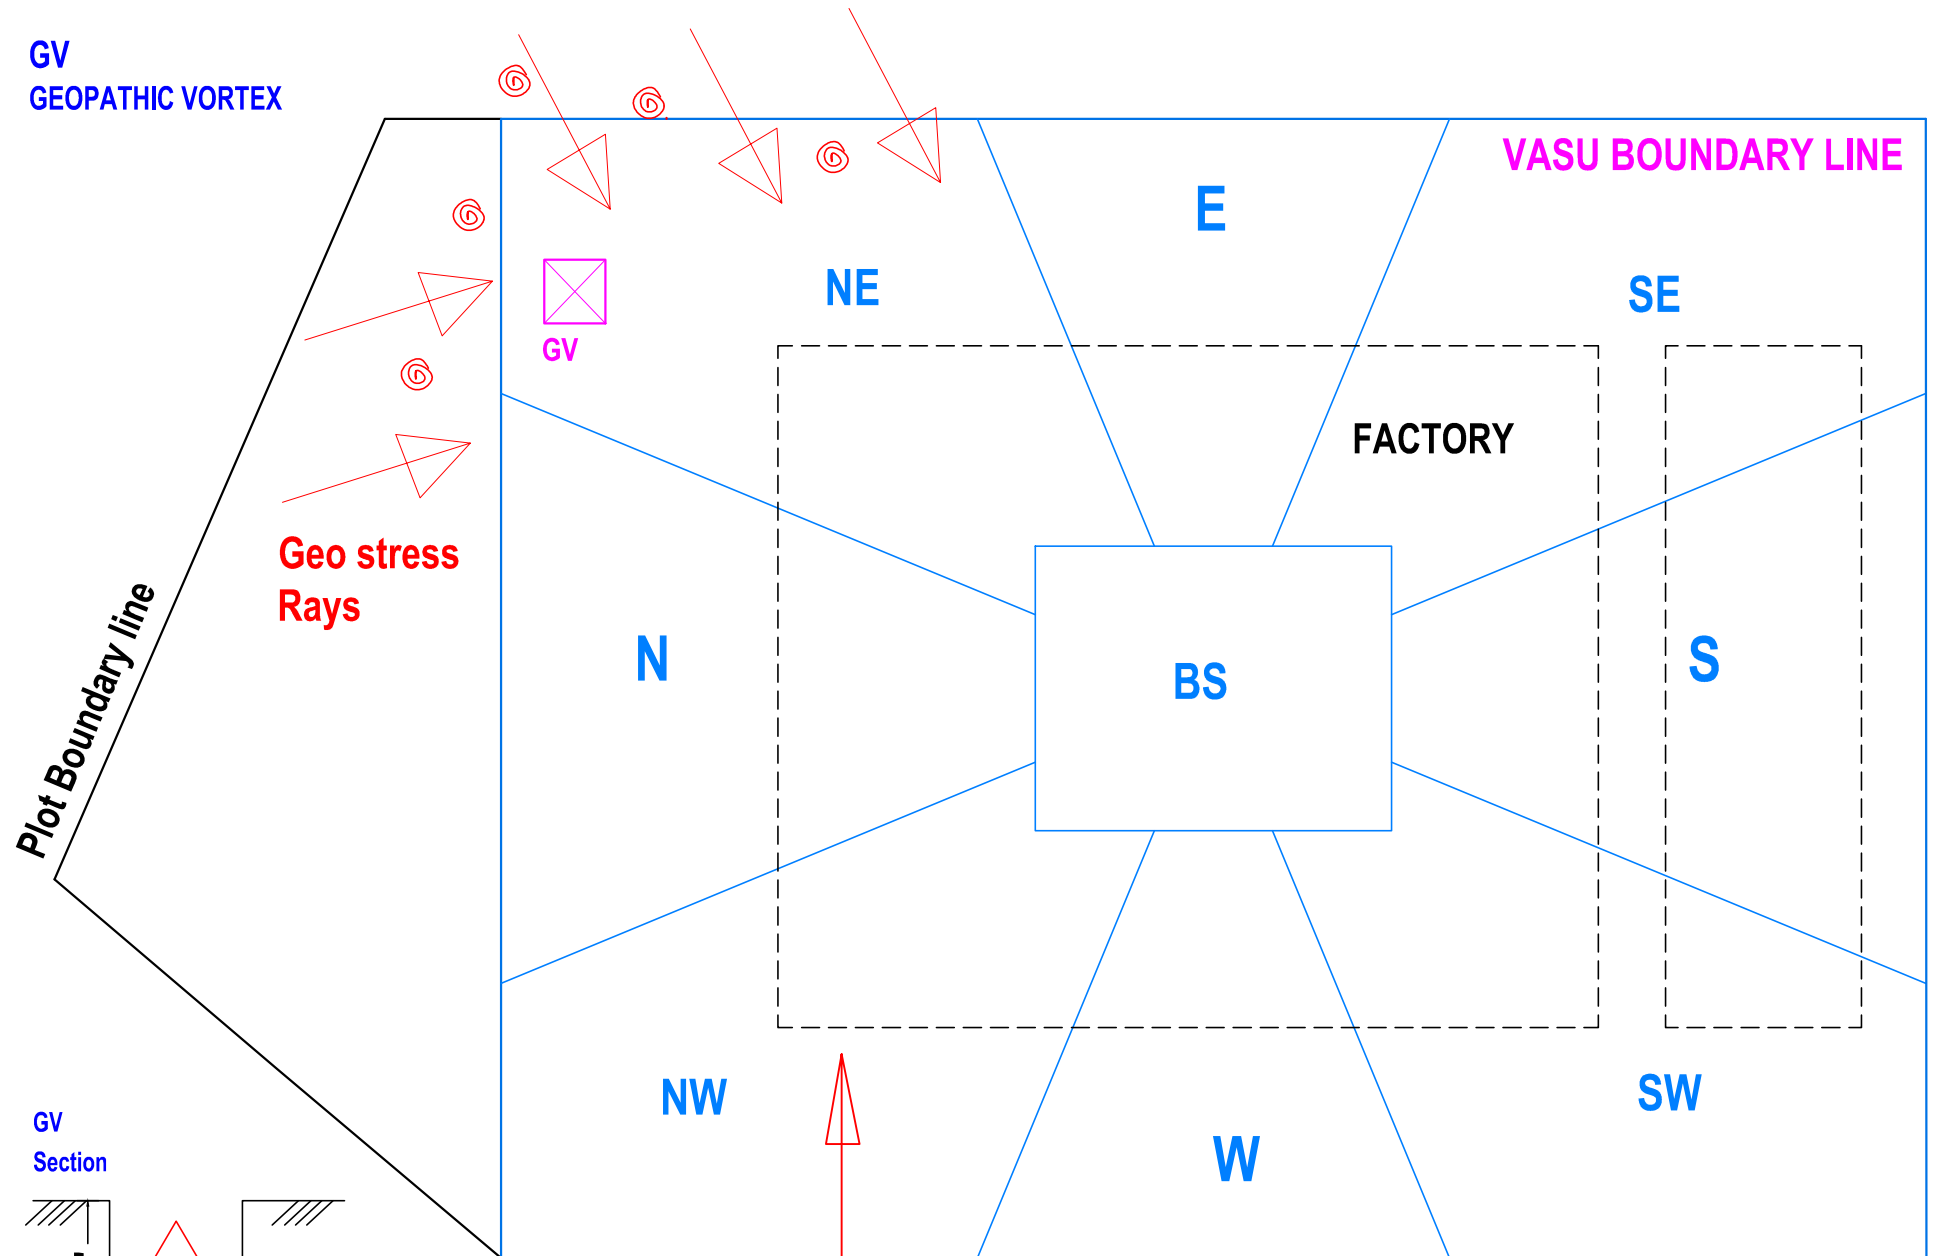 GV
GEOPATHIC VORTEX
VASU BOUNDARY LINE
E
NE
SE
GV
FACTORY
Geo stress
Rays
Plot Boundary line
N
BS
S
NW
SW
W
GV
Section